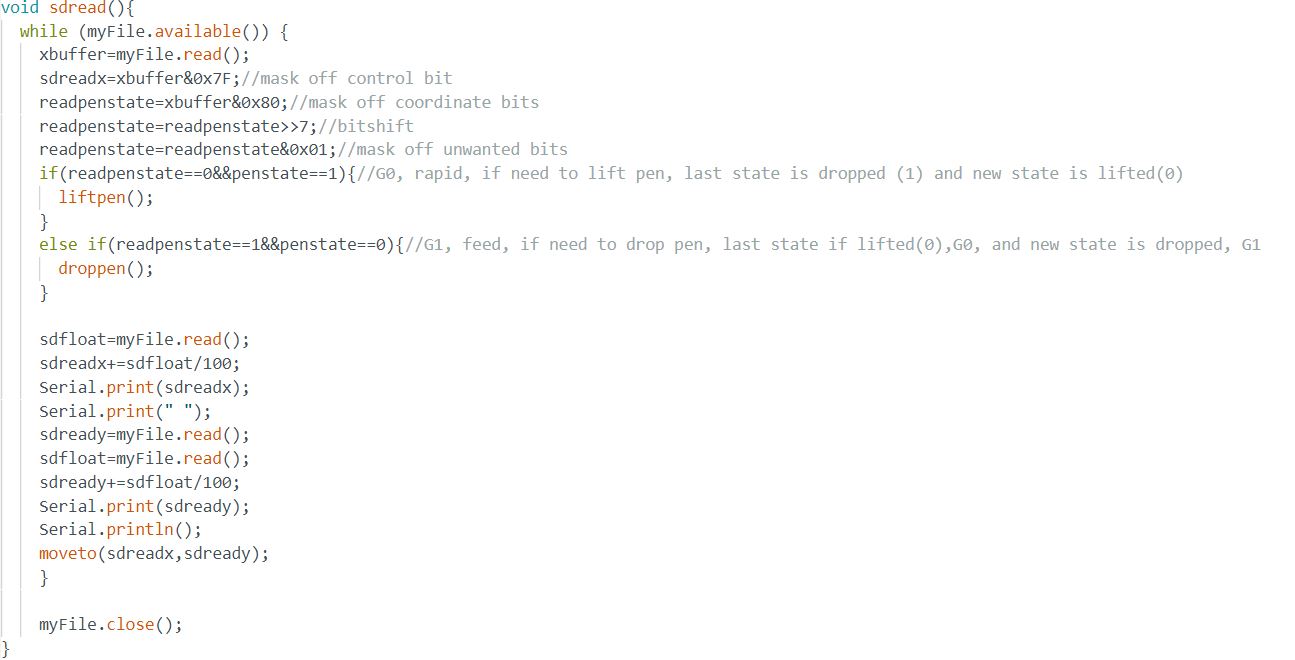 void sdread(){
while (myFile.available()) {
xbuffer=myFile.read();
sdreadx=xbuffer&0x7F;//mask off control bit
readpenstate=xbuffer&0x80;//mask off coordinate bits
readpenstate=readpenstate>>7;//bitshift
readpenstate=readpenstate&0x01;//mask off unwanted bits
if(readpenstate==0&&penstate==1){//G0, rapid, if need to lift pen, last state is dropped (1) and new state is lifted(0)
liftpen();
}
else if(readpenstate==1&&penstate==0){//G1, feed, if need to drop pen, last state if lifted(0),G0, and new state is dropped, G1
droppen();
}
sdfloat=myFile.read();
sdreadx+=sdfloat/100;
Serial.print(sdreadx);
Serial.print(" ");
sdready=myFile.read();
sdfloat=myFile.read();
sdready+=sdfloat/100;
Serial.print(sdready);
Serial.println();
moveto(sdreadx,sdready);
}
myFile.close();
}